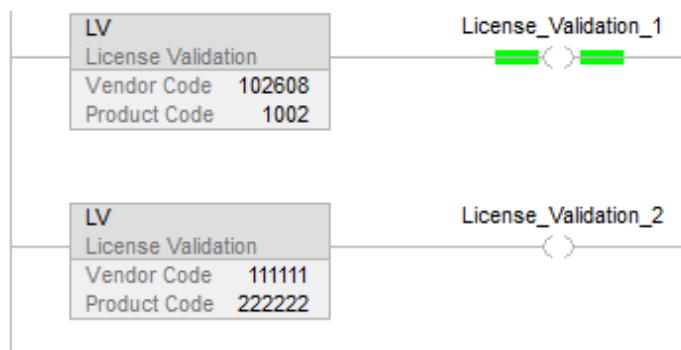 LV
License Validation
Vendor Code 102608
Product Code 1002
License_Validation_1
LV
License Validation
Vendor Code 111111
Product Code 222222
License_Validation_2